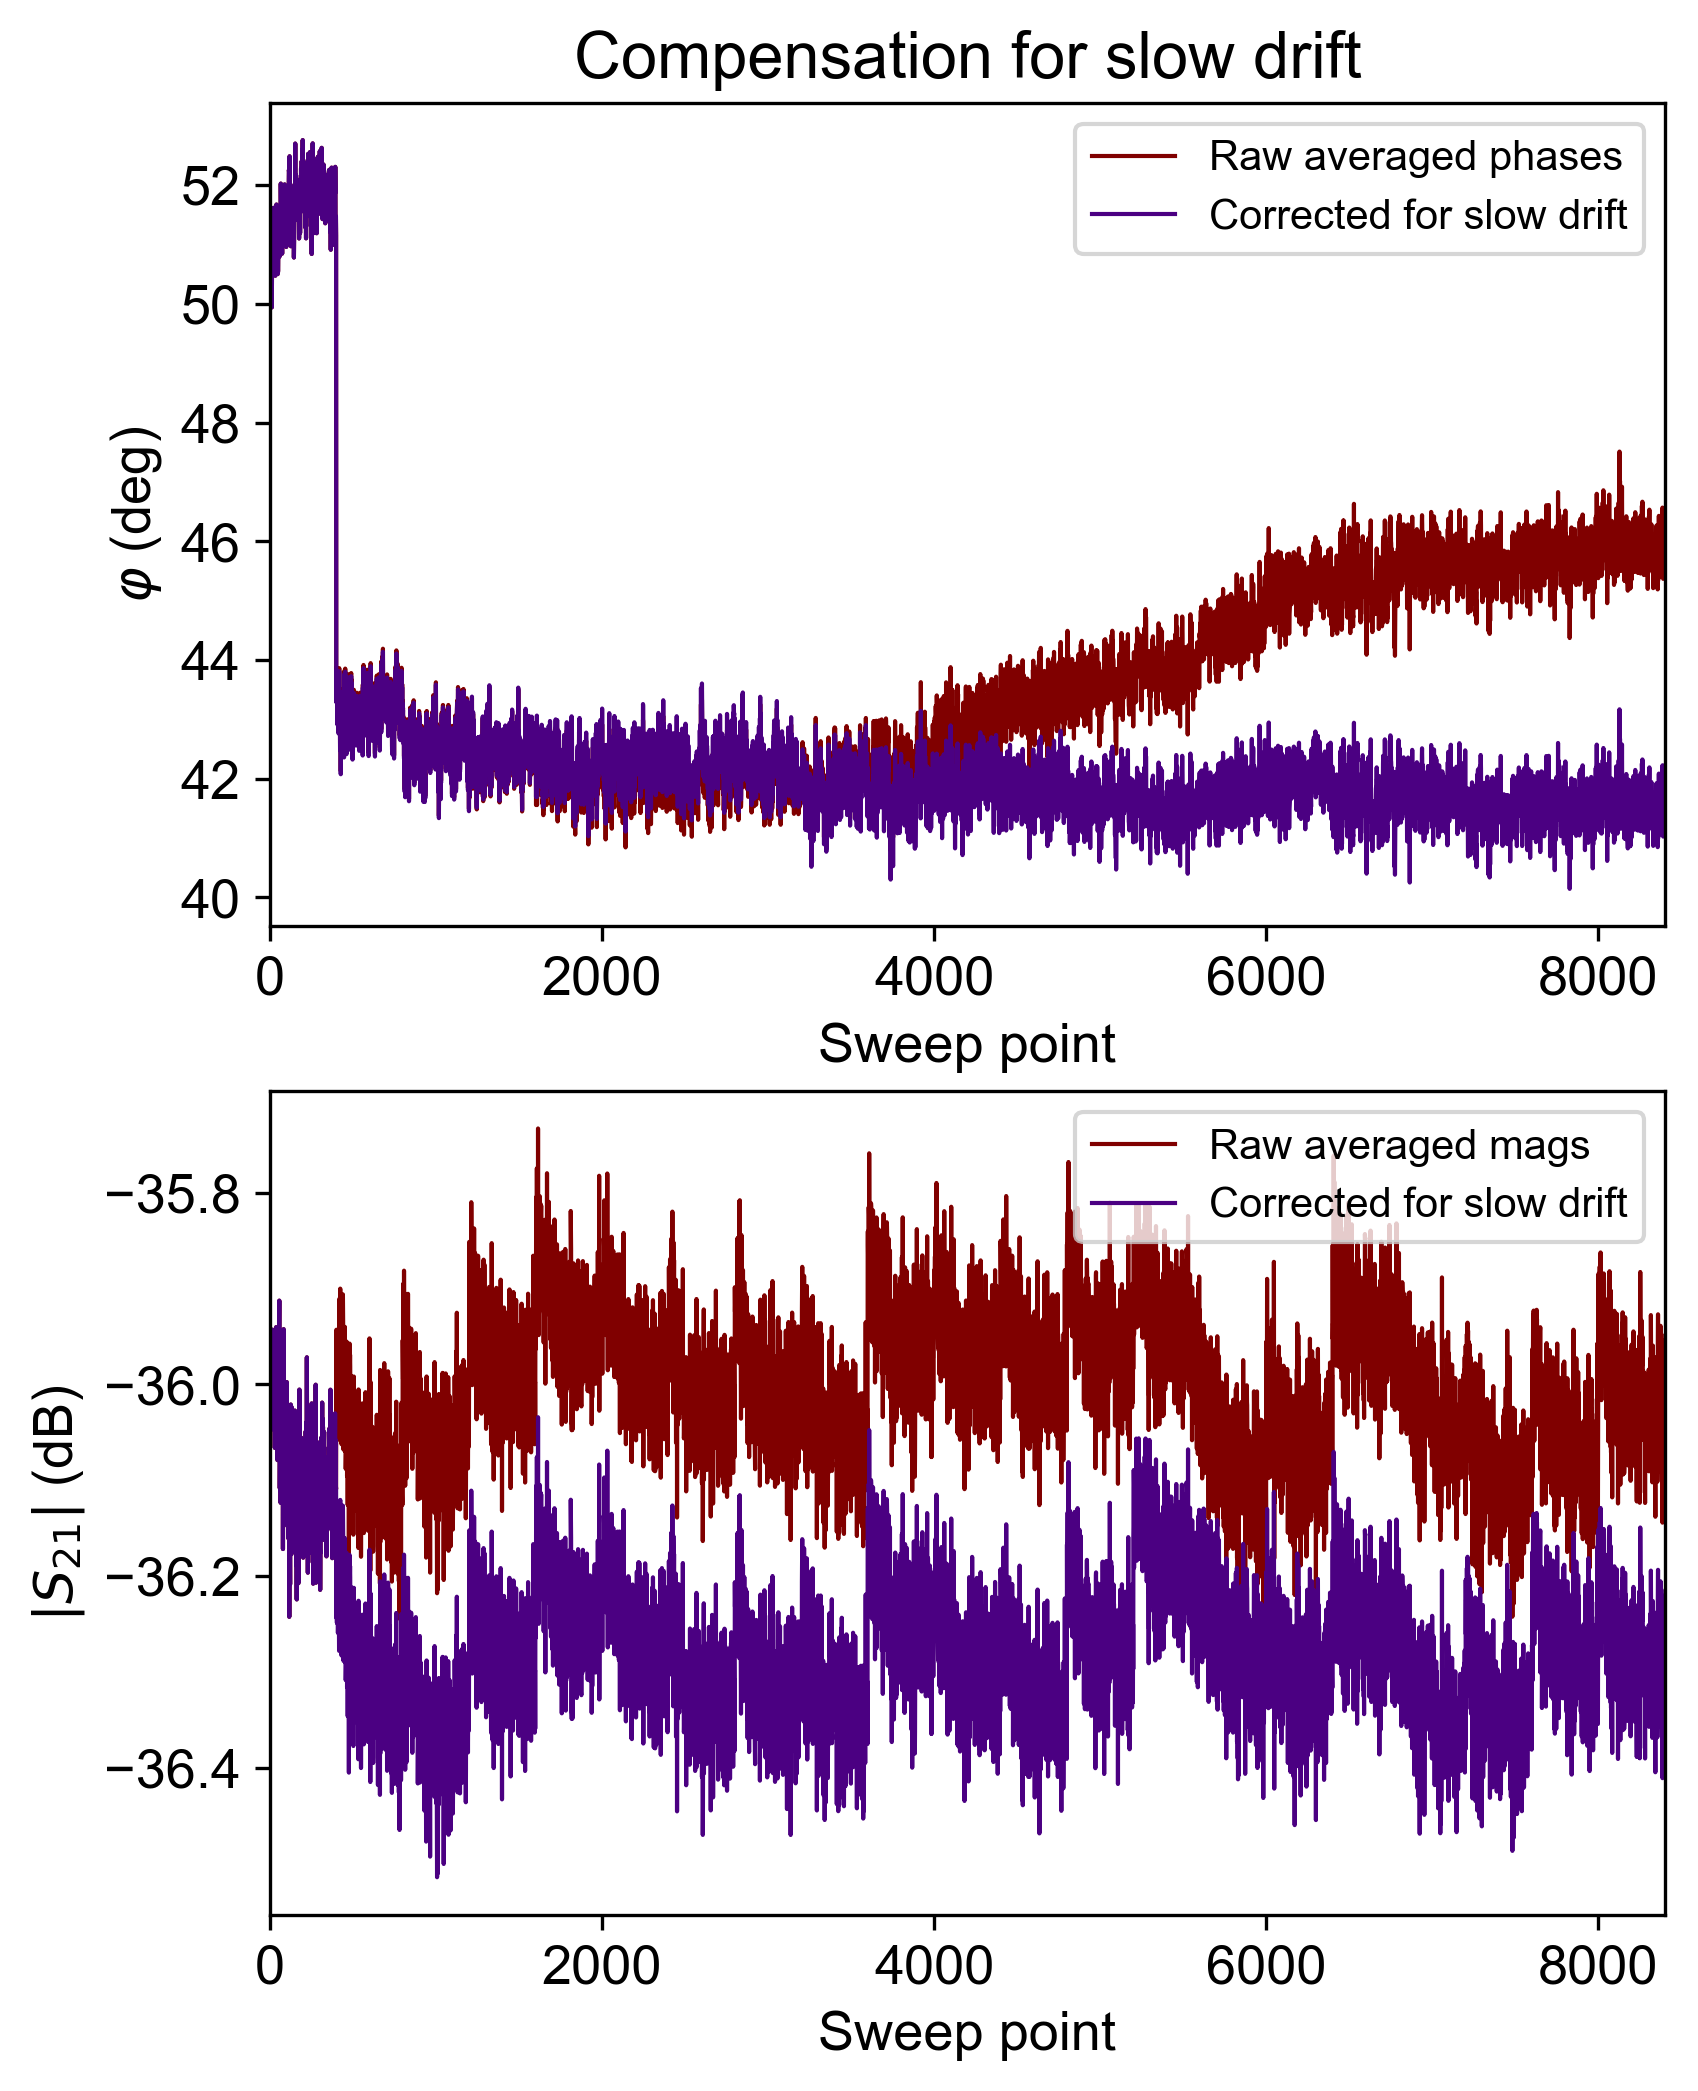 Compensation for slow drift
Raw averaged phases
Corrected for slow drift
52
50
48
46
44
42
40
φ (deg)
0 2000 4000 6000 8000
Sweep point
Raw averaged mags
Corrected for slow drift
−35.8
−36.0
−36.2
−36.4
|S₂₁| (dB)
0 2000 4000 6000 8000
Sweep point